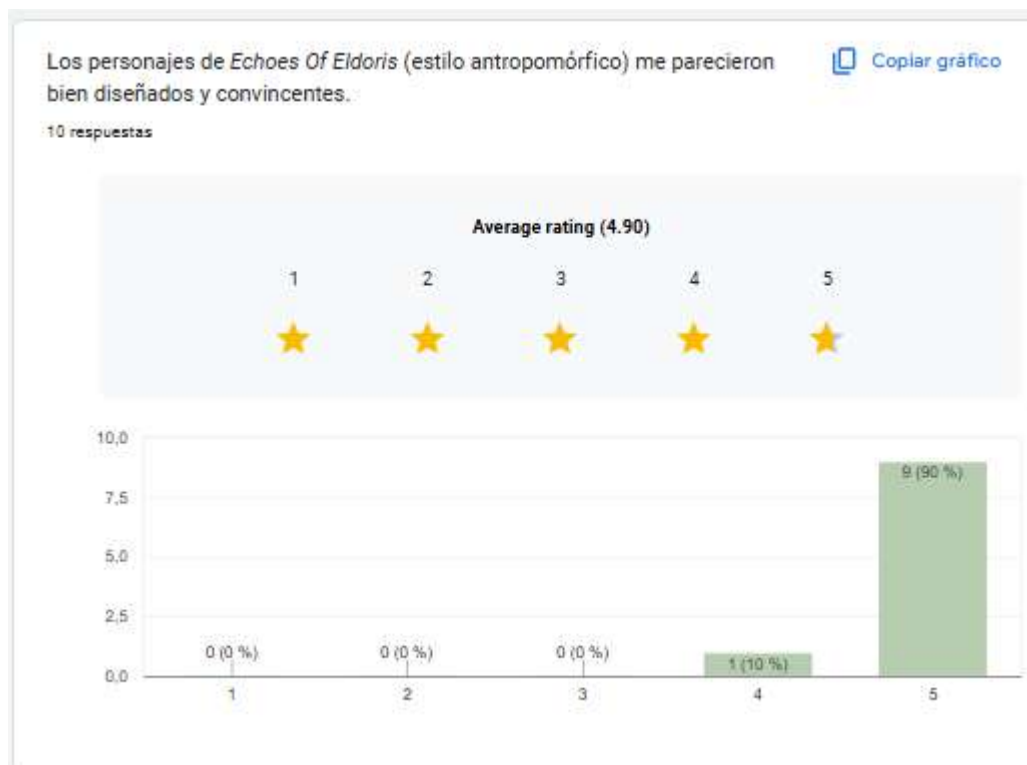 Los personajes de Echoes Of Eldoris (estilo antropomórfico) me parecieron
bien diseñados y convincentes.
Copiar gráfico
10 respuestas
Average rating (4.90)
1 2 3 4 5
10,0
7,5
5,0
2,5
0,0
0 (0 %) 0 (0 %) 0 (0 %) 1 (10 %) 9 (90 %)
1 2 3 4 5